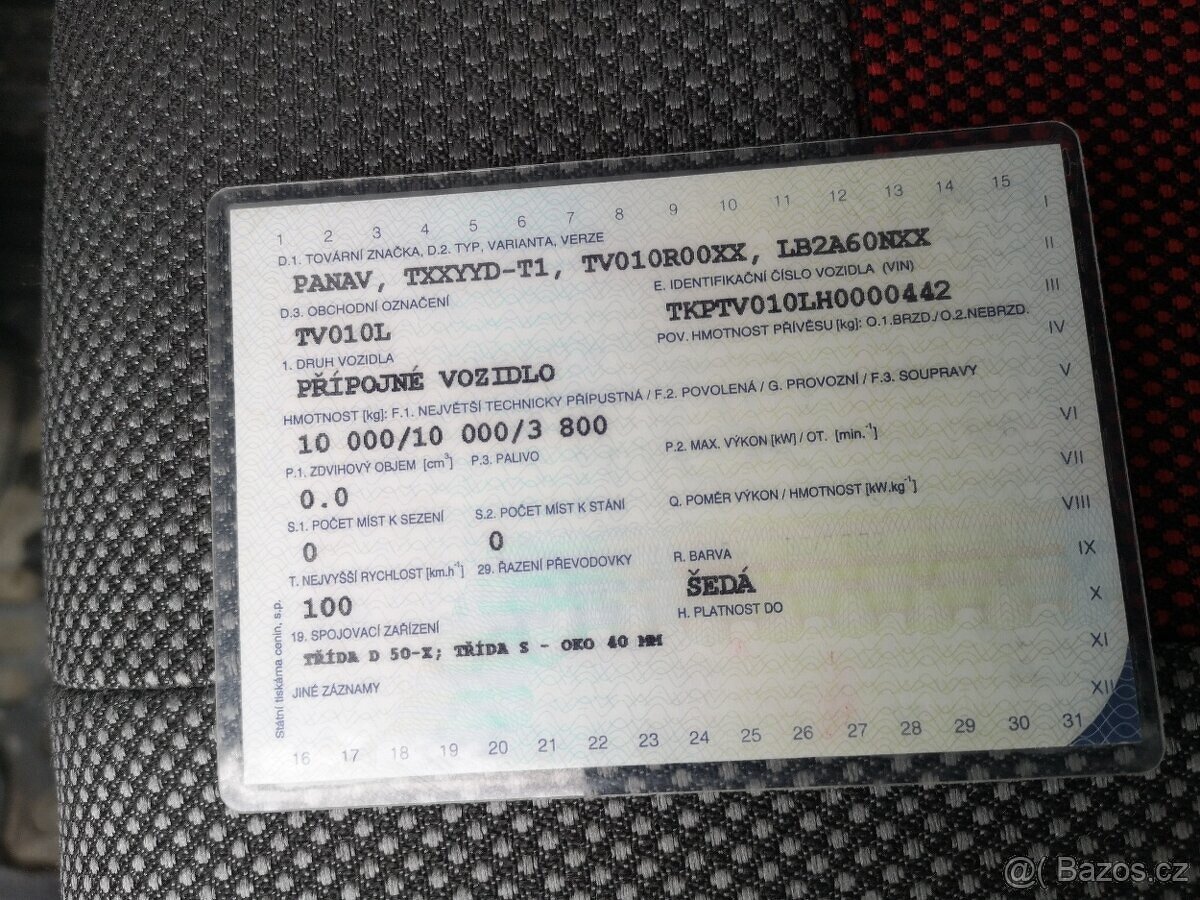 1 2 3 4 5 6 7 8 9 10 11 12 13 14 15
D.1. TOVÁRNÍ ZNAČKA, D.2. TYP, VARIANTA, VERZE
I
PANAV, TXXYYD-T1, TV010R00XX, LB2A60NXX
II
D.3. OBCHODNÍ OZNAČENÍ
E. IDENTIFIKAČNÍ ČÍSLO VOZIDLA (VIN)
TV010L
TKPTV010LH0000442
III
1. DRUH VOZIDLA
POV. HMOTNOST PŘÍVĚSU [kg]: O.1.BRZD./O.2.NEBRZD.
IV
PŘÍPOJNÉ VOZIDLO
V
HMOTNOST [kg]: F.1. NEJVĚTŠÍ TECHNICKY PŘÍPUSTNÁ / F.2. POVOLENÁ / G. PROVOZNÍ / F.3. SOUPRAVY
10 000/10 000/3 800
VI
P.1. ZDVIHOVÝ OBJEM [cm³]
P.3. PALIVO
P.2. MAX. VÝKON [kW] / OT. [min.⁻¹]
VII
0.0
S.1. POČET MÍST K SEZENÍ
S.2. POČET MÍST K STÁNÍ
Q. POMĚR VÝKON / HMOTNOST [kW.kg⁻¹]
VIII
0
0
IX
T. NEJVYŠŠÍ RYCHLOST [km.h⁻¹]
29. ŘAZENÍ PŘEVODOVKY
R. BARVA
100
ŠEDÁ
X
19. SPOJOVACÍ ZAŘÍZENÍ
H. PLATNOST DO
TŘÍDA D 50-X; TŘÍDA S - OKO 40 MM
XI
JINÉ ZÁZNAMY
XII
16 17 18 19 20 21 22 23 24 25 26 27 28 29 30 31
Státní tiskárna cenin, s.p.
@( Bazos.cz